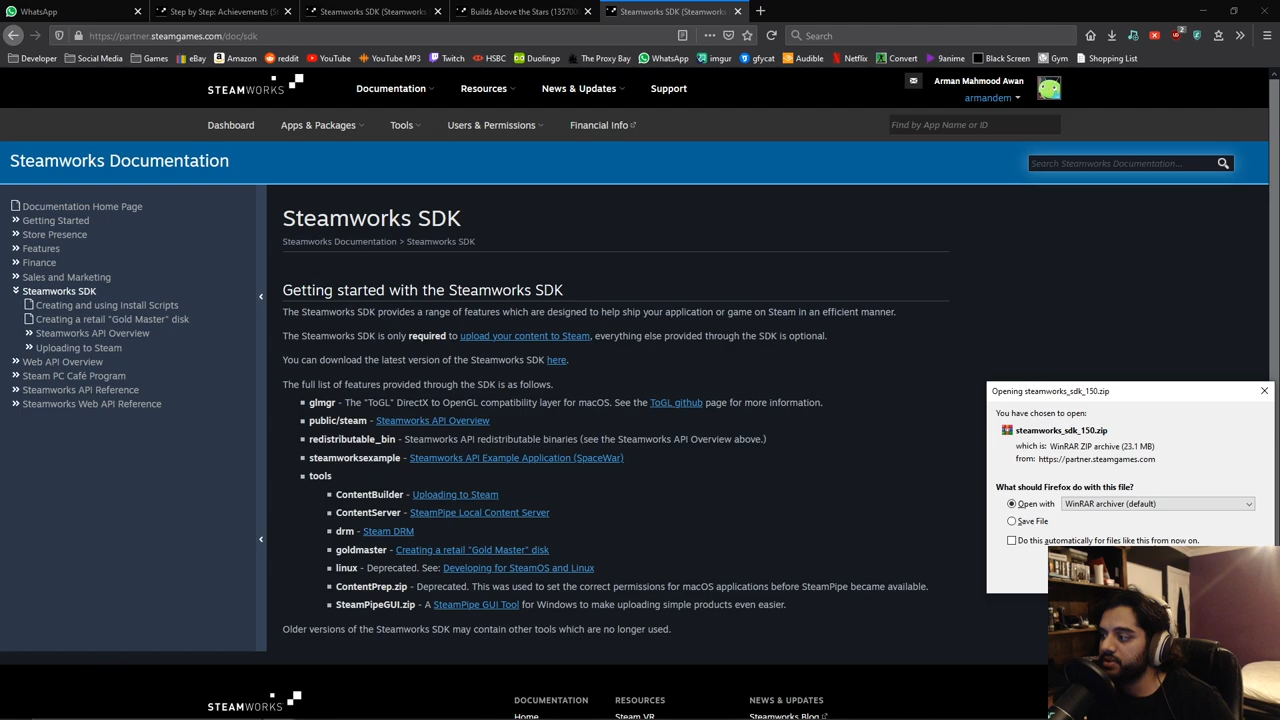 WhatsApp
Step by Step: Achievements (S
Steamworks SDK (Steamworks
Builds Above the Stars (135700
Steamworks SDK (Steamworks
https://partner.steamgames.com/doc/sdk
Search
2
Developer Social Media Games eBay Amazon reddit YouTube YouTube MP3 Twitch HSBC Duolingo The Proxy Bay WhatsApp imgur gfycat Audible Netflix Convert 9anime Black Screen Gym Shopping List
STEAMWORKS
Documentation Resources News & Updates Support
Arman Mahmood Awan
armandem
Dashboard Apps & Packages Tools Users & Permissions Financial Info
Find by App Name or ID
Steamworks Documentation
Search Steamworks Documentation...
Documentation Home Page
Getting Started
Store Presence
Features
Finance
Sales and Marketing
Steamworks SDK
Creating and using Install Scripts
Creating a retail "Gold Master" disk
Steamworks API Overview
Uploading to Steam
Web API Overview
Steam PC Café Program
Steamworks API Reference
Steamworks Web API Reference
Steamworks SDK
Steamworks Documentation > Steamworks SDK
Getting started with the Steamworks SDK
The Steamworks SDK provides a range of features which are designed to help ship your application or game on Steam in an efficient manner.
The Steamworks SDK is only required to upload your content to Steam, everything else provided through the SDK is optional.
You can download the latest version of the Steamworks SDK here.
The full list of features provided through the SDK is as follows.
glmgr - The "ToGL" DirectX to OpenGL compatibility layer for macOS. See the ToGL github page for more information.
public/steam - Steamworks API Overview
redistributable_bin - Steamworks API redistributable binaries (see the Steamworks API Overview above.)
steamworksexample - Steamworks API Example Application (SpaceWar)
tools
ContentBuilder - Uploading to Steam
ContentServer - SteamPipe Local Content Server
drm - Steam DRM
goldmaster - Creating a retail "Gold Master" disk
linux - Deprecated. See: Developing for SteamOS and Linux
ContentPrep.zip - Deprecated. This was used to set the correct permissions for macOS applications before SteamPipe became available.
SteamPipeGUI.zip - A SteamPipe GUI Tool for Windows to make uploading simple products even easier.
Older versions of the Steamworks SDK may contain other tools which are no longer used.
Opening steamworks_sdk_150.zip
You have chosen to open:
steamworks_sdk_150.zip
which is: WinRAR ZIP archive (23.1 MB)
from: https://partner.steamgames.com
What should Firefox do with this file?
Open with WinRAR archiver (default)
Save File
Do this automatically for files like this from now on.
STEAMWORKS
DOCUMENTATION RESOURCES NEWS & UPDATES
Home Steam VR Steamworks Blog